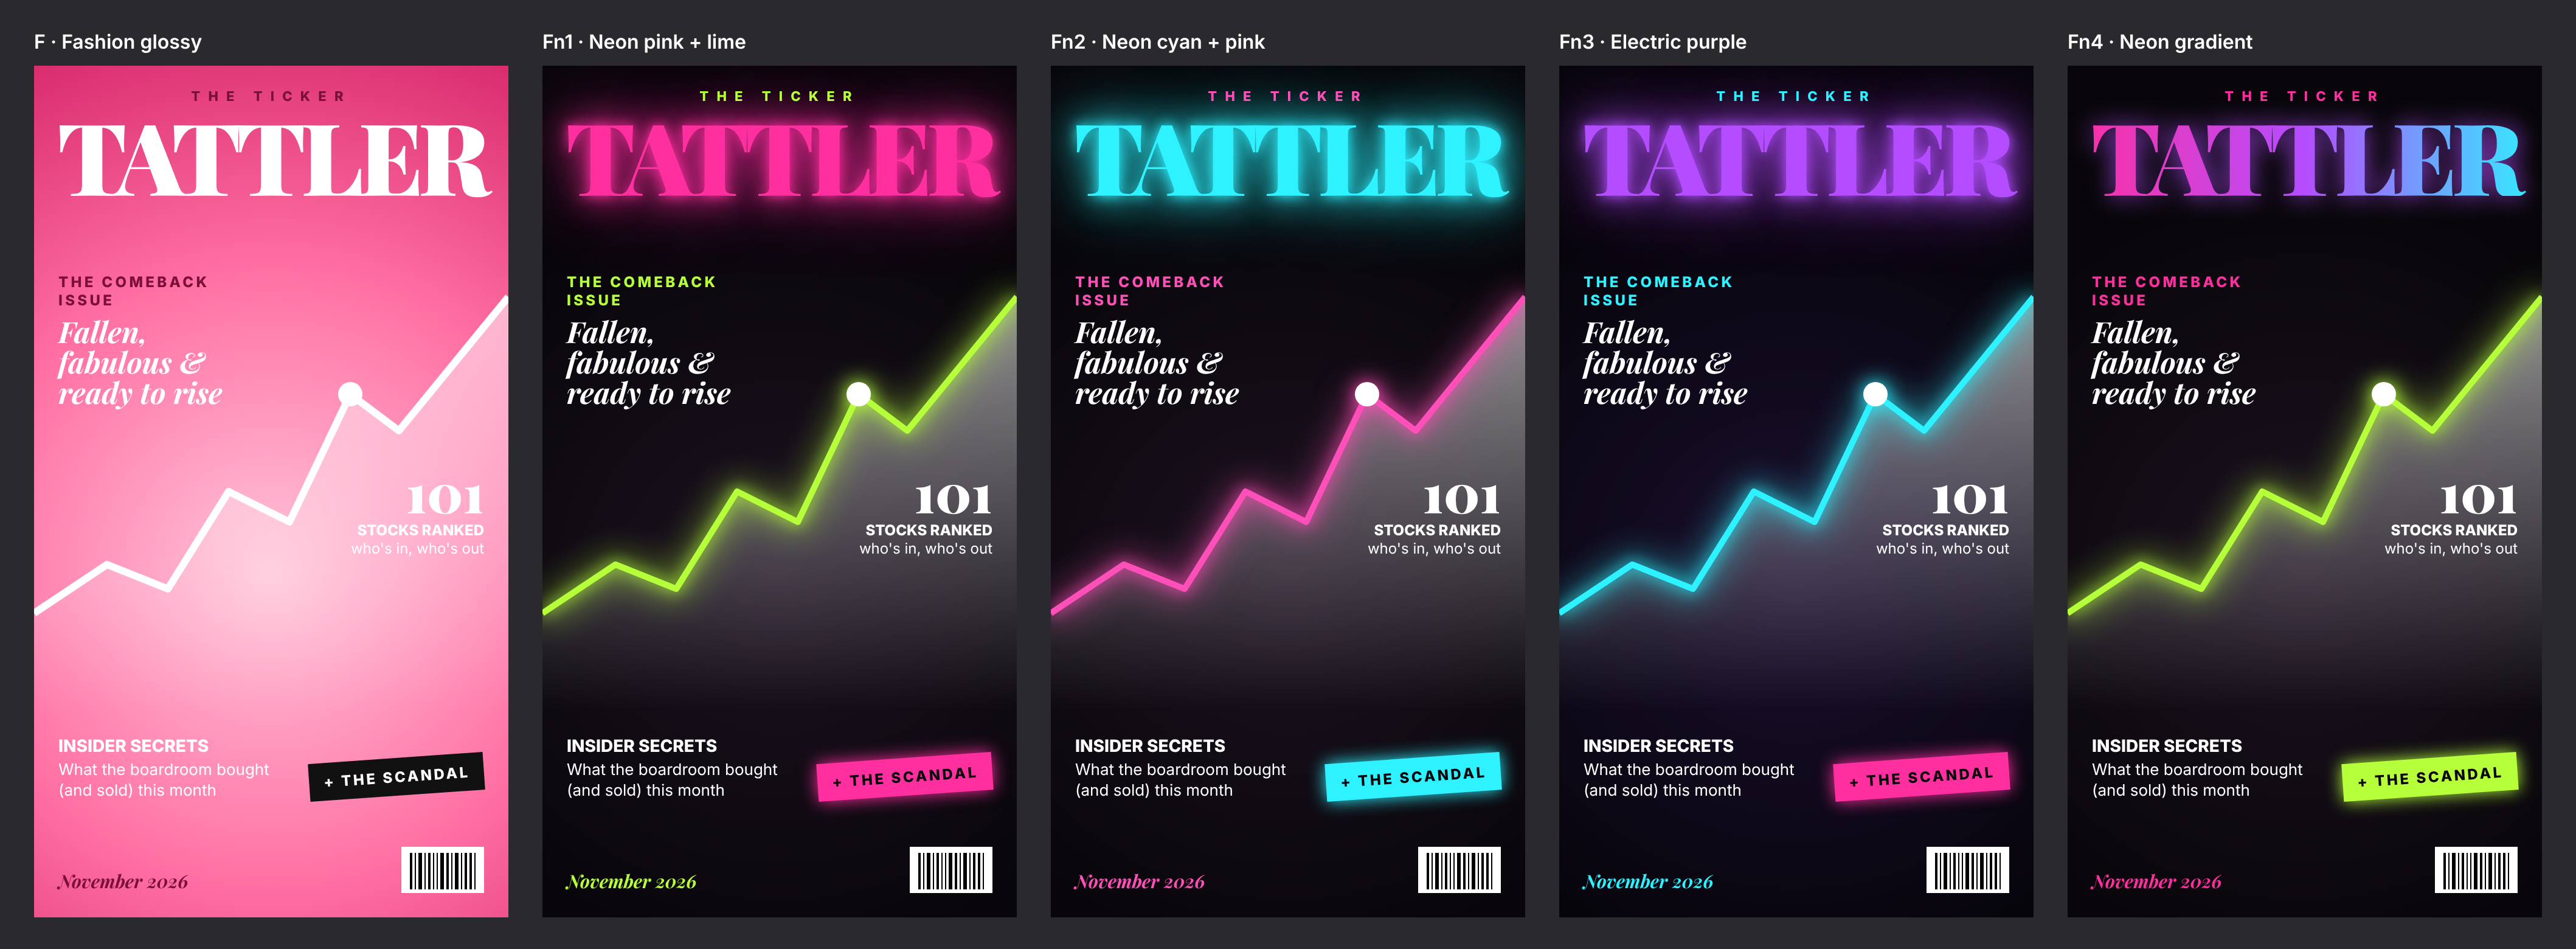 F · Fashion glossy
THE TICKER
TATTLER
THE COMEBACK
ISSUE
Fallen,
fabulous &
ready to rise
101
STOCKS RANKED
who's in, who's out
INSIDER SECRETS
What the boardroom bought
(and sold) this month
+ THE SCANDAL
November 2026
Fn1 · Neon pink + lime
THE TICKER
TATTLER
THE COMEBACK
ISSUE
Fallen,
fabulous &
ready to rise
101
STOCKS RANKED
who's in, who's out
INSIDER SECRETS
What the boardroom bought
(and sold) this month
+ THE SCANDAL
November 2026
Fn2 · Neon cyan + pink
THE TICKER
TATTLER
THE COMEBACK
ISSUE
Fallen,
fabulous &
ready to rise
101
STOCKS RANKED
who's in, who's out
INSIDER SECRETS
What the boardroom bought
(and sold) this month
+ THE SCANDAL
November 2026
Fn3 · Electric purple
THE TICKER
TATTLER
THE COMEBACK
ISSUE
Fallen,
fabulous &
ready to rise
101
STOCKS RANKED
who's in, who's out
INSIDER SECRETS
What the boardroom bought
(and sold) this month
+ THE SCANDAL
November 2026
Fn4 · Neon gradient
THE TICKER
TATTLER
THE COMEBACK
ISSUE
Fallen,
fabulous &
ready to rise
101
STOCKS RANKED
who's in, who's out
INSIDER SECRETS
What the boardroom bought
(and sold) this month
+ THE SCANDAL
November 2026